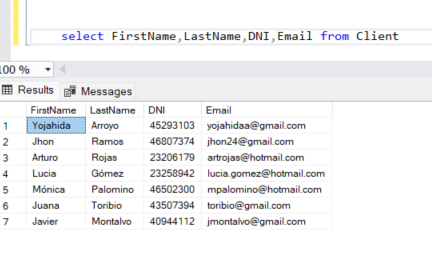 select FirstName,LastName,DNI,Email from Client
100 %
Results Messages
FirstName LastName DNI Email
1 Yojahida Arroyo 45293103 yojahidaa@gmail.com
2 Jhon Ramos 46807374 jhon24@gmail.com
3 Arturo Rojas 23206179 artrojas@hotmail.com
4 Lucia Gómez 23258942 lucia.gomez@hotmail.com
5 Mónica Palomino 46502300 mpalomino@hotmail.com
6 Juana Toribio 43507394 toribio@gmail.com
7 Javier Montalvo 40944112 jmontalvo@gmail.com